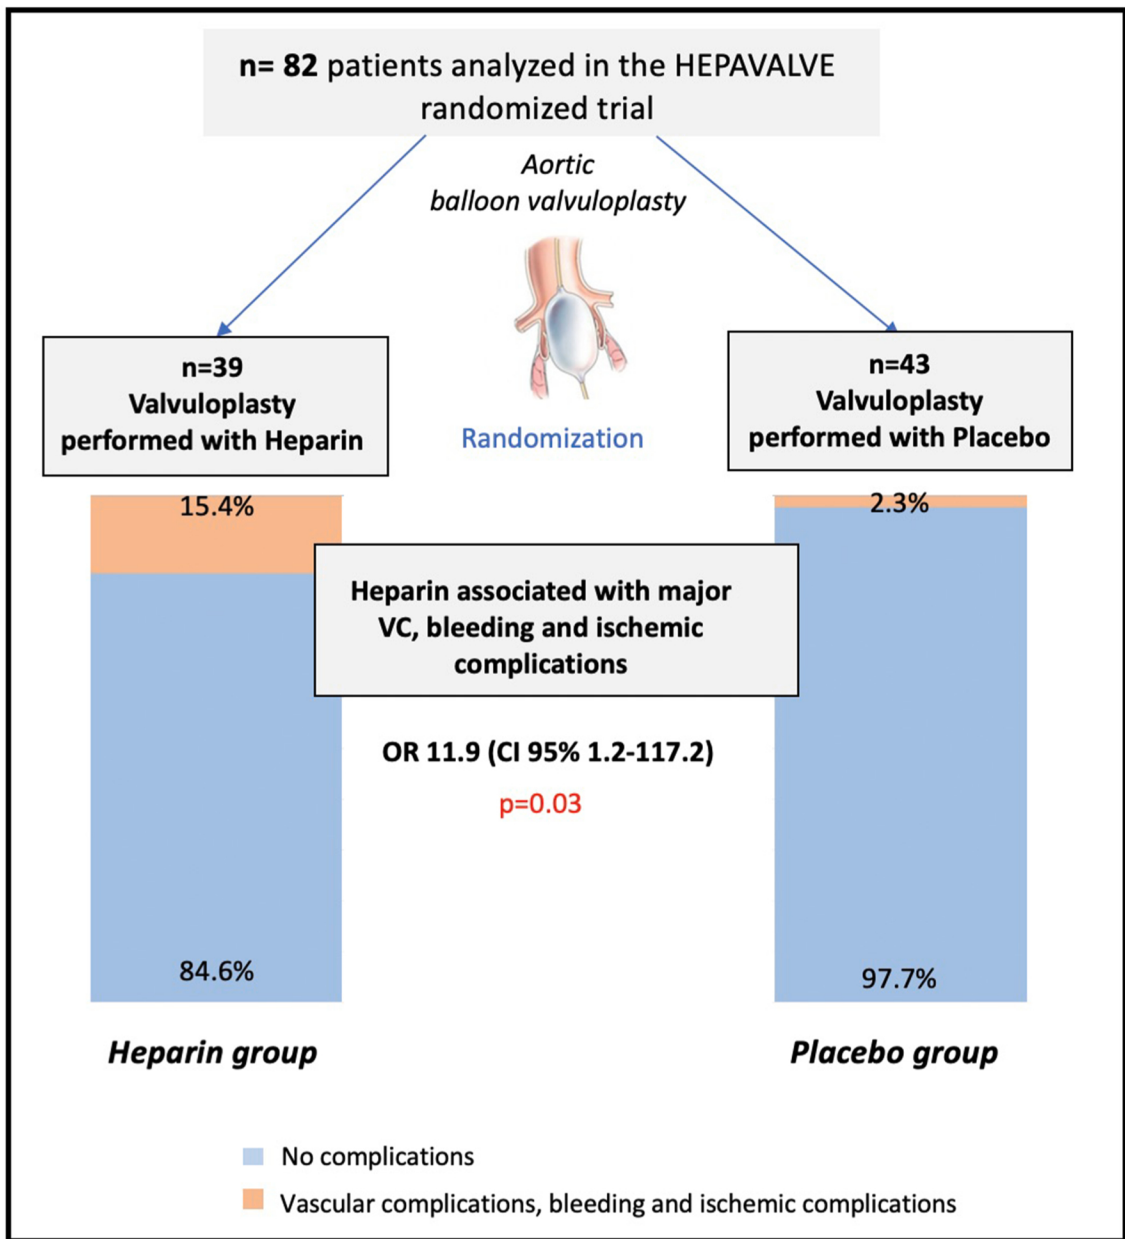 n= 82 patients analyzed in the HEPAVALVE
randomized trial
Aortic
balloon valvuloplasty
n=39
Valvuloplasty
performed with Heparin
Randomization
n=43
Valvuloplasty
performed with Placebo
15.4%
2.3%
Heparin associated with major
VC, bleeding and ischemic
complications
OR 11.9 (CI 95% 1.2-117.2)
p=0.03
84.6%
97.7%
Heparin group
Placebo group
No complications
Vascular complications, bleeding and ischemic complications